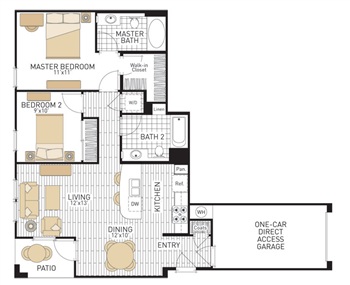 MASTER
BATH
MASTER BEDROOM
11'x11'
Walk-in
Closet
BEDROOM 2
9'x10'
W/D
Linen
BATH 2
Pan.
Ref.
LIVING
12'x13'
KITCHEN
DW
WH
Coats
DINING
12'x10'
ENTRY
ONE-CAR
DIRECT
ACCESS
GARAGE
PATIO